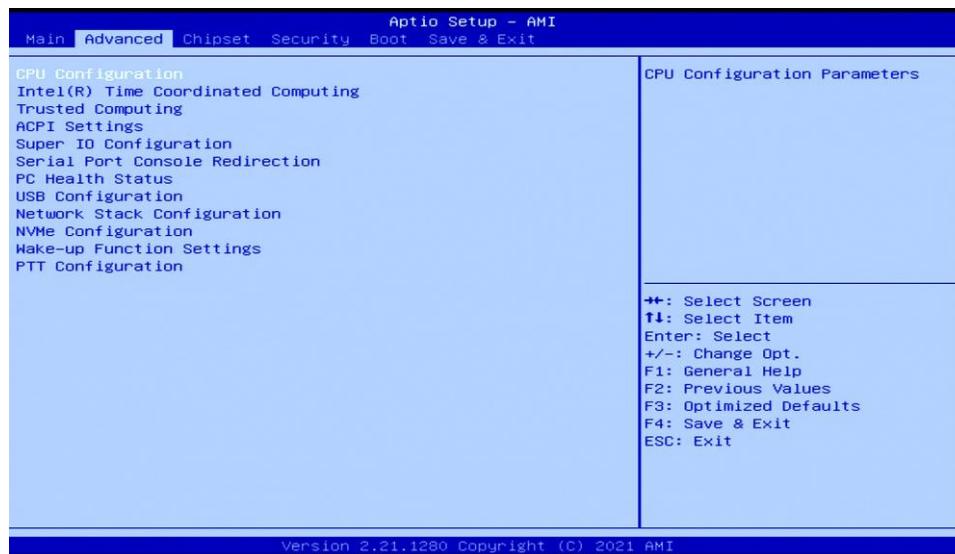 Aptio Setup - AMI
Main Advanced Chipset Security Boot Save & Exit
CPU Configuration
Intel(R) Time Coordinated Computing
Trusted Computing
ACPI Settings
Super IO Configuration
Serial Port Console Redirection
PC Health Status
USB Configuration
Network Stack Configuration
NVMe Configuration
Wake-up Function Settings
PTT Configuration
CPU Configuration Parameters
→←: Select Screen
↑↓: Select Item
Enter: Select
+/-: Change Opt.
F1: General Help
F2: Previous Values
F3: Optimized Defaults
F4: Save & Exit
ESC: Exit
Version 2.21.1280 Copyright (C) 2021 AMI